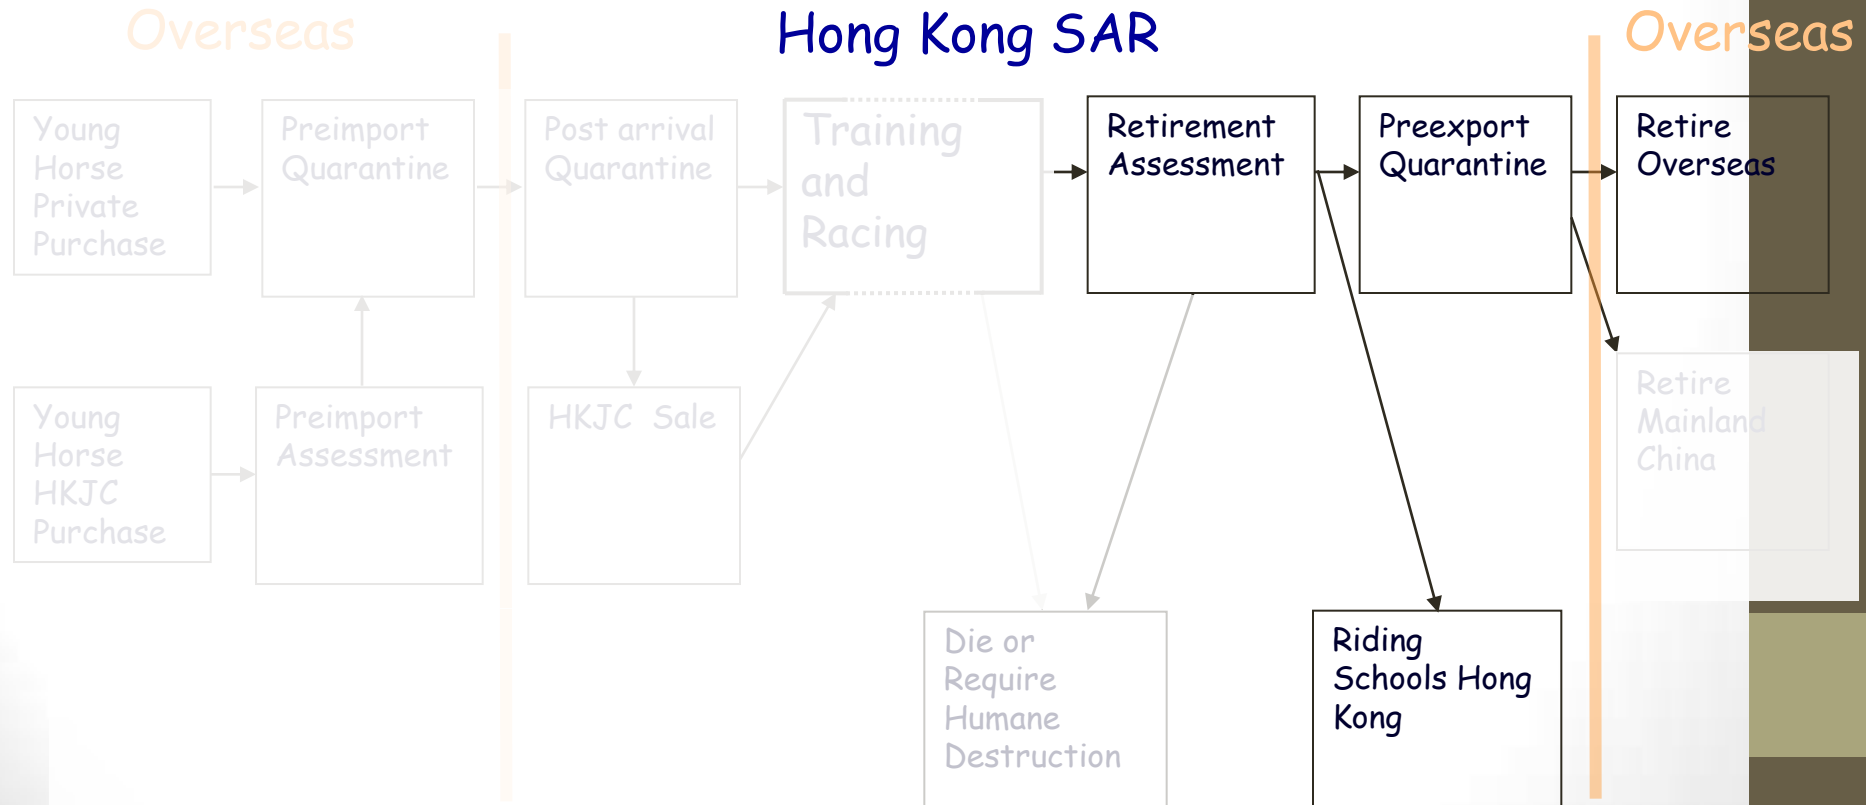 Overseas
Hong Kong SAR
Overseas
Young
Horse
Private
Purchase
Preimport
Quarantine
Post arrival
Quarantine
Training
and
Racing
Retirement
Assessment
Preexport
Quarantine
Retire
Overseas
Young
Horse
HKJC
Purchase
Preimport
Assessment
HKJC  Sale
Retire
Mainland
China
Die or
Require
Humane
Destruction
Riding
Schools Hong
Kong